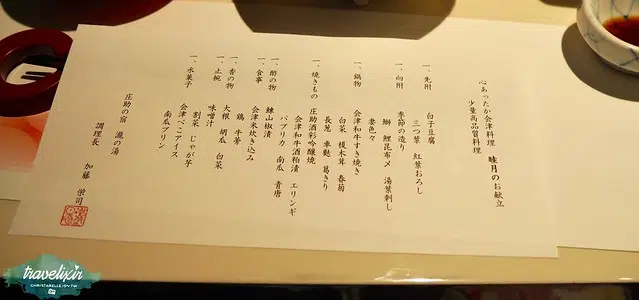 心あったか会津料理 睦月のお献立
少量高品質料理
一、先附 白子豆腐
三つ葉 紅葉おろし
一、向附 季節の造り
鰤 鯉昆布〆 湯葉刺し
妻色々
一、鍋物 会津和牛すき焼き
白菜 榎木茸 春菊
長葱 車麩 葛きり
一、焼きもの 庄助酒彩吟醸焼
会津和牛酒粕漬 エリンギ
パプリカ 南瓜 青唐
一、酢の物 鰊山椒漬
一、食事 会津米炊き込み
鶏 牛蒡
一、香の物 大根 胡瓜 白菜
一、止椀 味噌汁
割菜 じゃが芋
一、水菓子 会津べこアイス
南瓜プリン
庄助の宿 瀧の湯
調理長 加藤 栄司
travelixir
CHRISTABELLE.IDV.TW